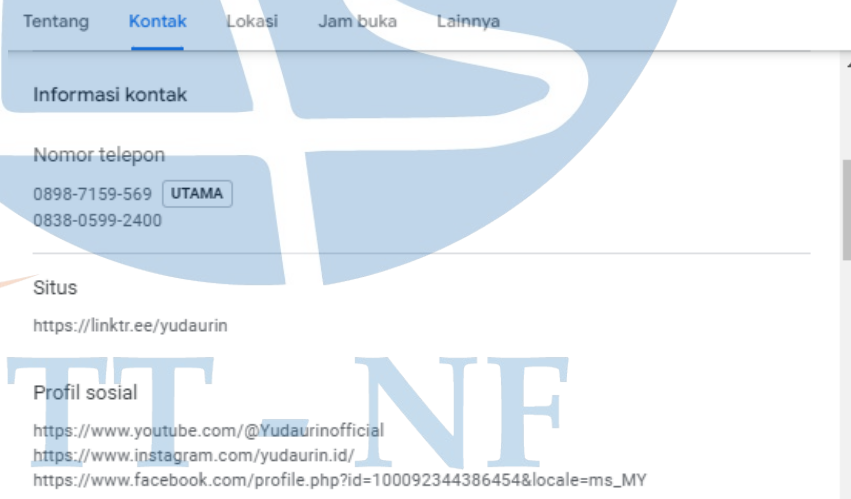 Tentang Kontak Lokasi Jam buka Lainnya
Informasi kontak
Nomor telepon
0898-7159-569 UTAMA
0838-0599-2400
Situs
https://linktr.ee/yudaurin
TT - NF
Profil sosial
https://www.youtube.com/@Yudaurinofficial
https://www.instagram.com/yudaurin.id/
https://www.facebook.com/profile.php?id=100092344386454&locale=ms_MY